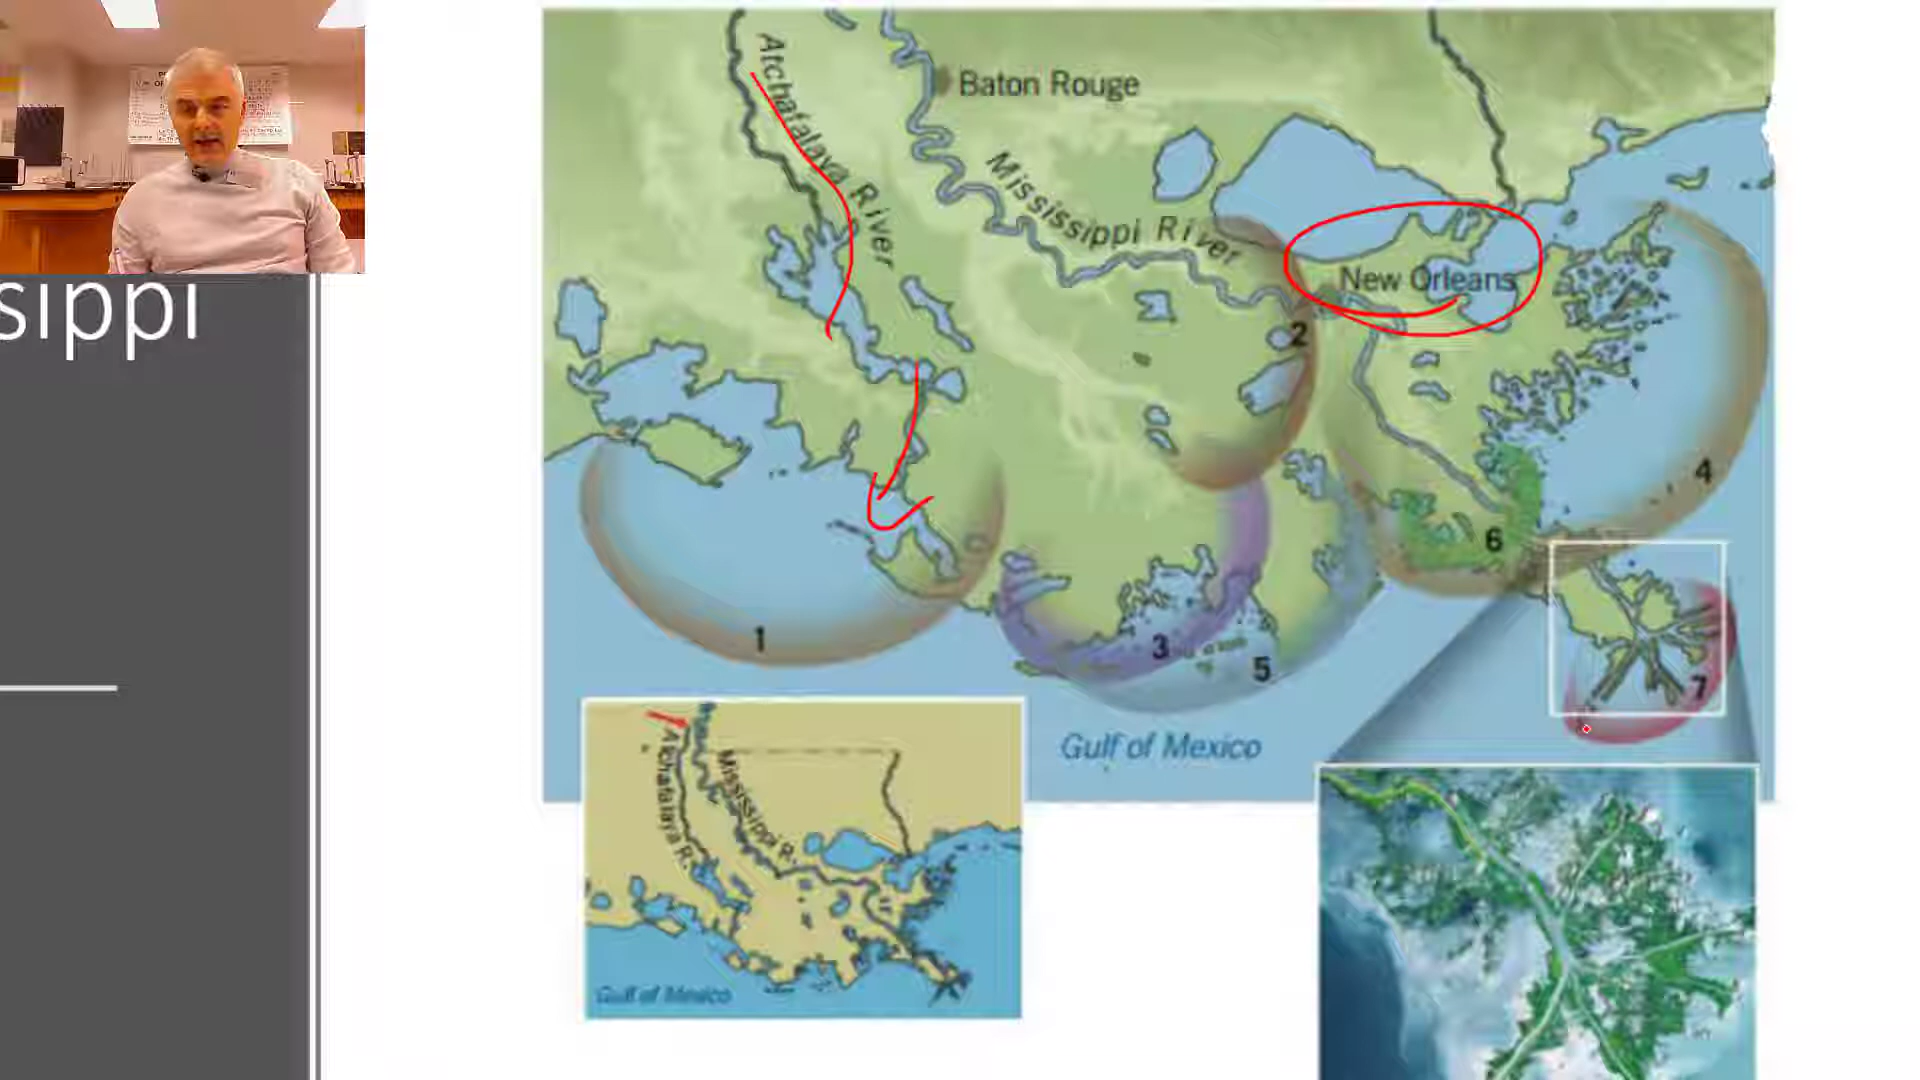 sippi
Atchafalaya River
Baton Rouge
Mississippi River
New Orleans
2
4
6
1
3
5
7
Gulf of Mexico
Atchafalaya R.
Mississippi R.
Gulf of Mexico